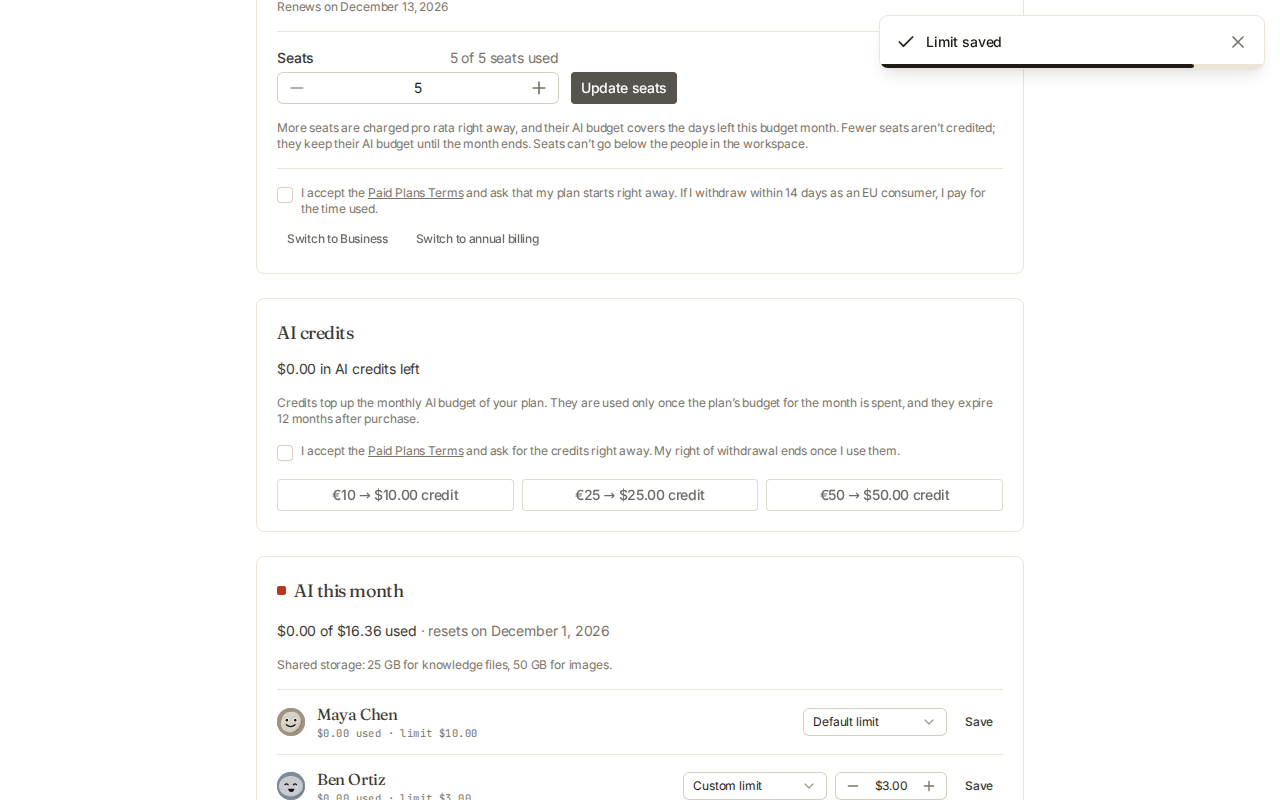 Renews on December 13, 2026
Limit saved
Seats
5 of 5 seats used
5
Update seats
More seats are charged pro rata right away, and their AI budget covers the days left this budget month. Fewer seats aren’t credited;
they keep their AI budget until the month ends. Seats can’t go below the people in the workspace.
I accept the Paid Plans Terms and ask that my plan starts right away. If I withdraw within 14 days as an EU consumer, I pay for
the time used.
Switch to Business
Switch to annual billing
AI credits
$0.00 in AI credits left
Credits top up the monthly AI budget of your plan. They are used only once the plan’s budget for the month is spent, and they expire
12 months after purchase.
I accept the Paid Plans Terms and ask for the credits right away. My right of withdrawal ends once I use them.
€10 → $10.00 credit
€25 → $25.00 credit
€50 → $50.00 credit
AI this month
$0.00 of $16.36 used · resets on December 1, 2026
Shared storage: 25 GB for knowledge files, 50 GB for images.
Maya Chen
$0.00 used · limit $10.00
Default limit
Save
Ben Ortiz
$0.00 used · limit $3.00
Custom limit
$3.00
Save